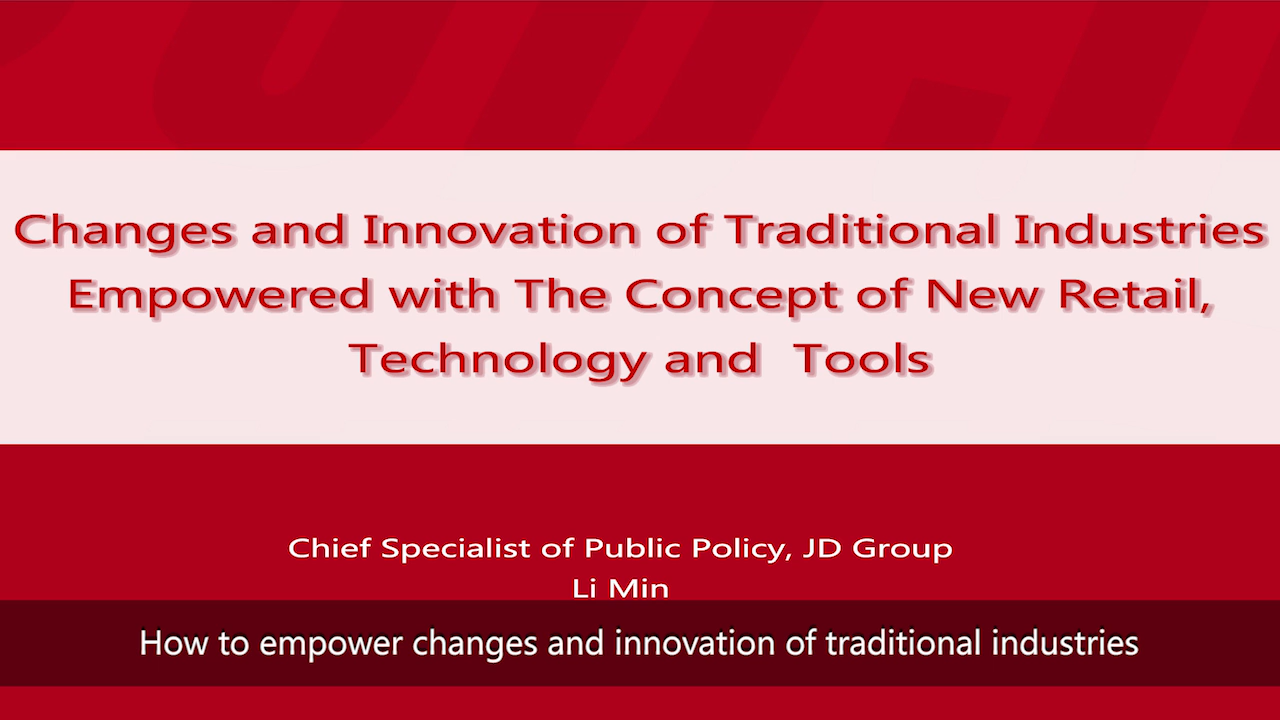 Changes and Innovation of Traditional Industries
Empowered with The Concept of New Retail,
Technology and  Tools
Chief Specialist of Public Policy, JD Group
Li Min
How to empower changes and innovation of traditional industries